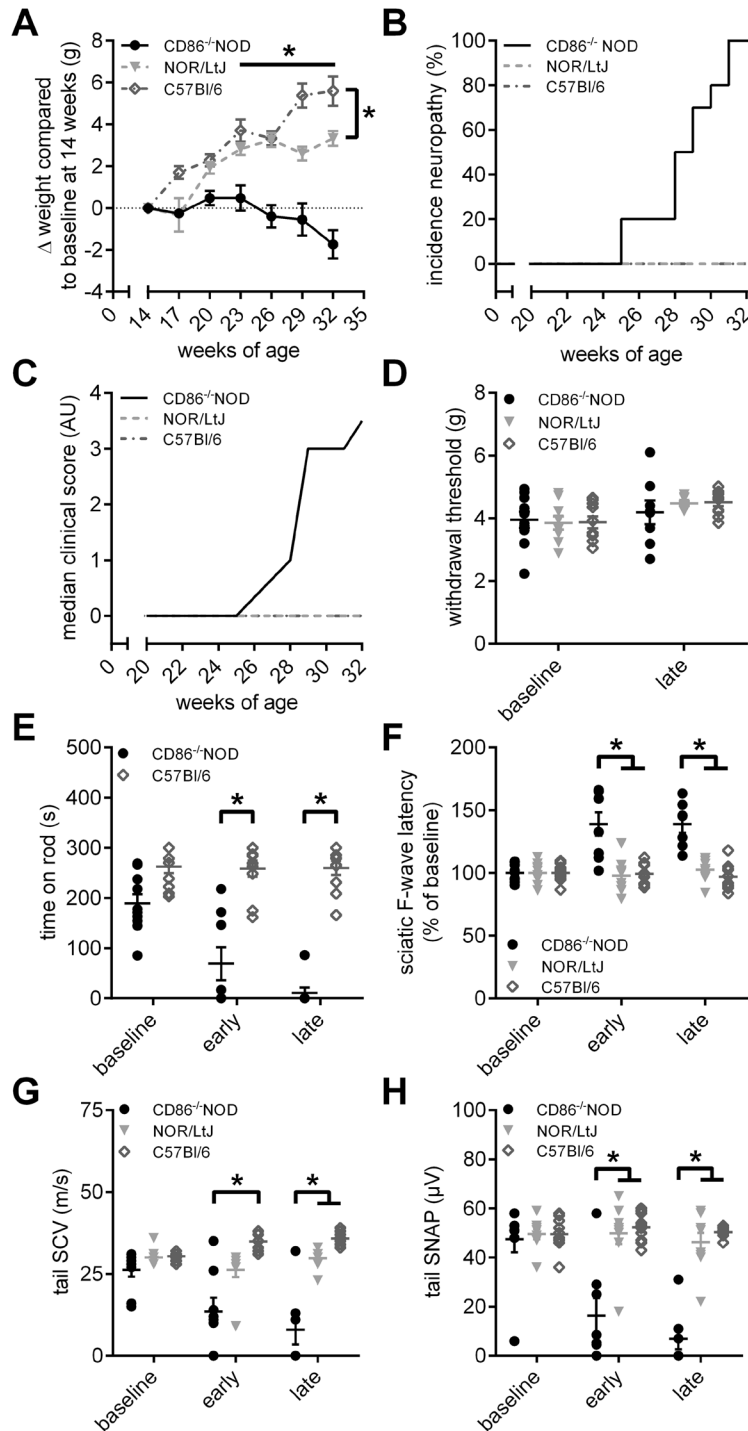 A
CD86-/-NOD
NOR/LtJ
C57Bl/6
*
*
8
6
4
2
0
-2
-4
Δ weight compared
to baseline at 14 weeks (g)
0 14 17 20 23 26 29 32 35
weeks of age
B
CD86-/- NOD
NOR/LtJ
C57Bl/6
100
80
60
40
20
0
incidence neuropathy (%)
0 20 22 24 26 28 30 32
weeks of age
C
CD86-/-NOD
NOR/LtJ
C57Bl/6
4
3
2
1
0
median clinical score (AU)
0 20 22 24 26 28 30 32
weeks of age
D
CD86-/-NOD
NOR/LtJ
C57Bl/6
8
6
4
2
0
withdrawal threshold (g)
baseline late
E
CD86-/-NOD
C57Bl/6
* *
500
400
300
200
100
0
time on rod (s)
baseline early late
F
* *
200
150
100
50
0
sciatic F-wave latency
(% of baseline)
CD86-/-NOD
NOR/LtJ
C57Bl/6
baseline early late
G
CD86-/-NOD
NOR/LtJ
C57Bl/6
* *
75
50
25
0
tail SCV (m/s)
baseline early late
H
CD86-/-NOD
NOR/LtJ
C57Bl/6
* *
100
80
60
40
20
0
tail SNAP (µV)
baseline early late